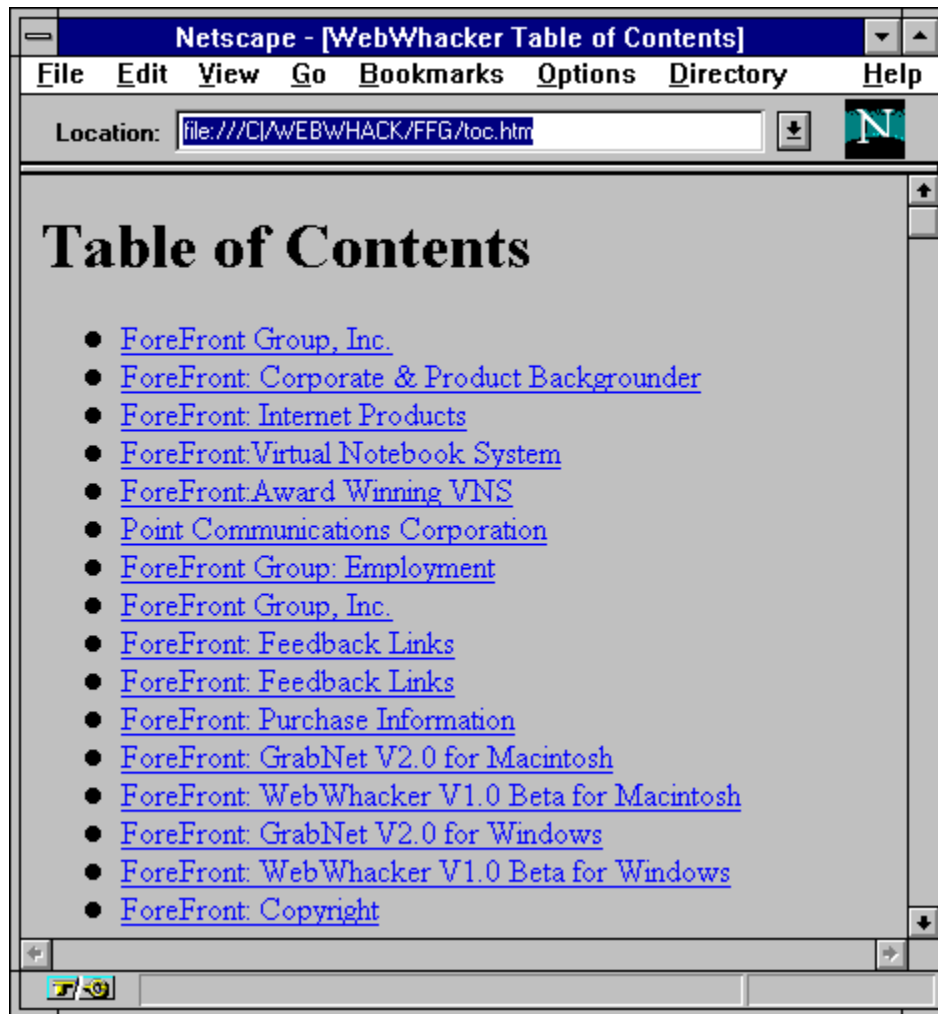 Netscape - [WebWhacker Table of Contents]
File Edit View Go Bookmarks Options Directory Help
Location: file:///C|/WEBWHACK/FFG/toc.htm
N
Table of Contents
ForeFront Group, Inc.
ForeFront: Corporate & Product Backgrounder
ForeFront: Internet Products
ForeFront:Virtual Notebook System
ForeFront:Award Winning VNS
Point Communications Corporation
ForeFront Group: Employment
ForeFront Group, Inc.
ForeFront: Feedback Links
ForeFront: Feedback Links
ForeFront: Purchase Information
ForeFront: GrabNet V2.0 for Macintosh
ForeFront: WebWhacker V1.0 Beta for Macintosh
ForeFront: GrabNet V2.0 for Windows
ForeFront: WebWhacker V1.0 Beta for Windows
ForeFront: Copyright